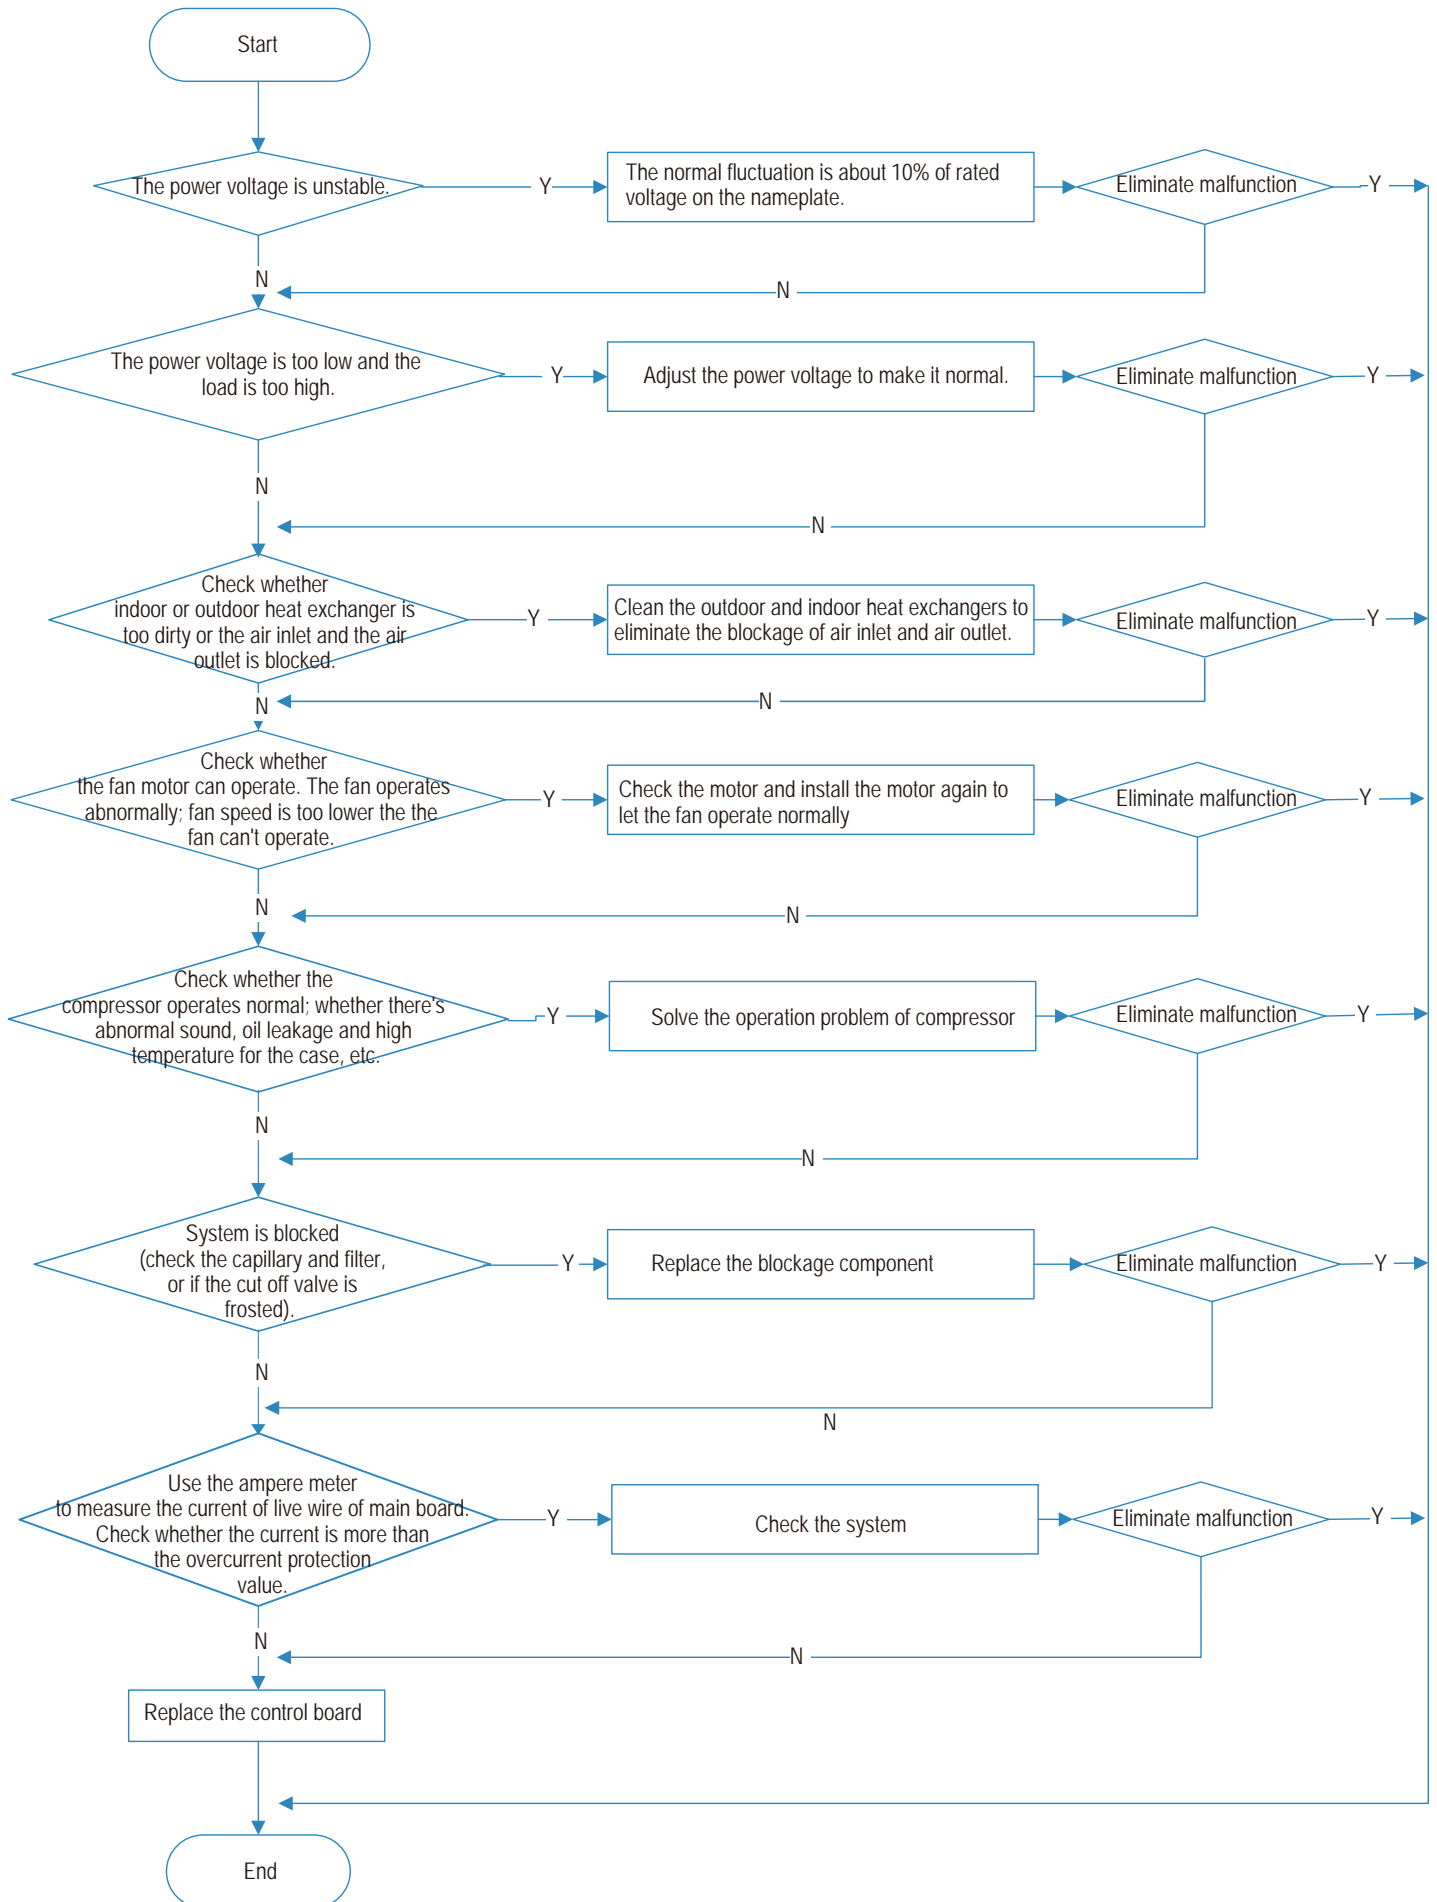 Start
The power voltage is unstable.
Y
The normal fluctuation is about 10% of rated
voltage on the nameplate.
Eliminate malfunction
Y
N
N
The power voltage is too low and the
load is too high.
Y
Adjust the power voltage to make it normal.
Eliminate malfunction
Y
N
N
Check whether
indoor or outdoor heat exchanger is
too dirty or the air inlet and the air
outlet is blocked.
Y
Clean the outdoor and indoor heat exchangers to
eliminate the blockage of air inlet and air outlet.
Eliminate malfunction
Y
N
N
Check whether
the fan motor can operate. The fan operates
abnormally; fan speed is too lower the the
fan can't operate.
Y
Check the motor and install the motor again to
let the fan operate normally
Eliminate malfunction
Y
N
N
Check whether the
compressor operates normal; whether there's
abnormal sound, oil leakage and high
temperature for the case, etc.
Y
Solve the operation problem of compressor
Eliminate malfunction
Y
N
N
System is blocked
(check the capillary and filter,
or if the cut off valve is
frosted).
Y
Replace the blockage component
Eliminate malfunction
Y
N
N
Use the ampere meter
to measure the current of live wire of main board.
Check whether the current is more than
the overcurrent protection
value.
Y
Check the system
Eliminate malfunction
Y
N
N
Replace the control board
End